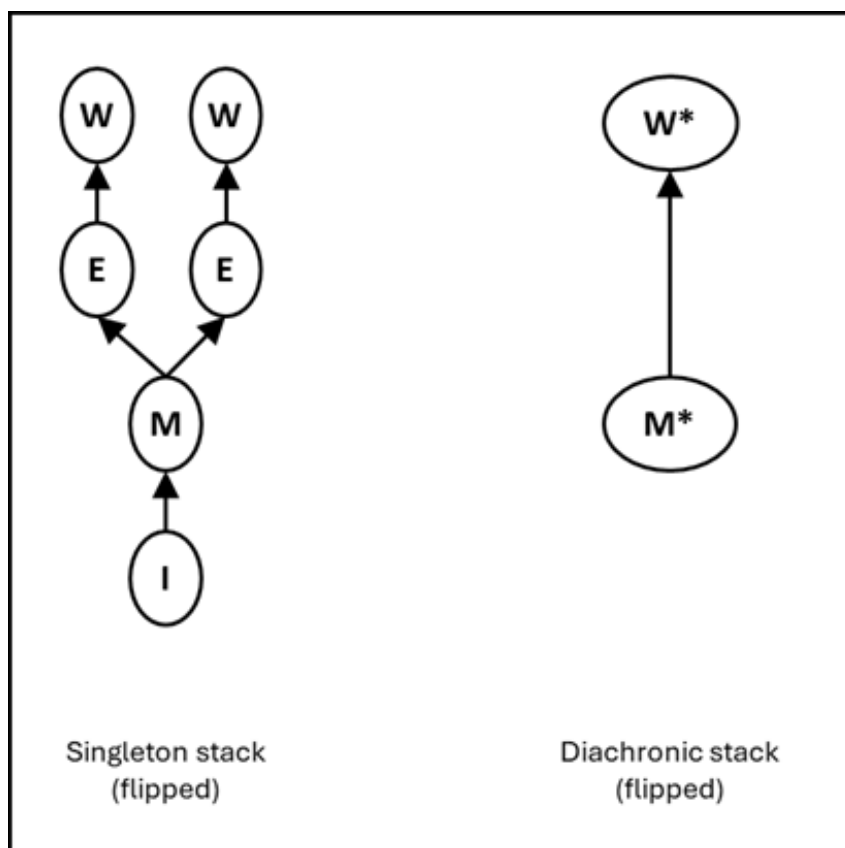 W W W*
E E
M M*
I
Singleton stack Diachronic stack
(flipped) (flipped)